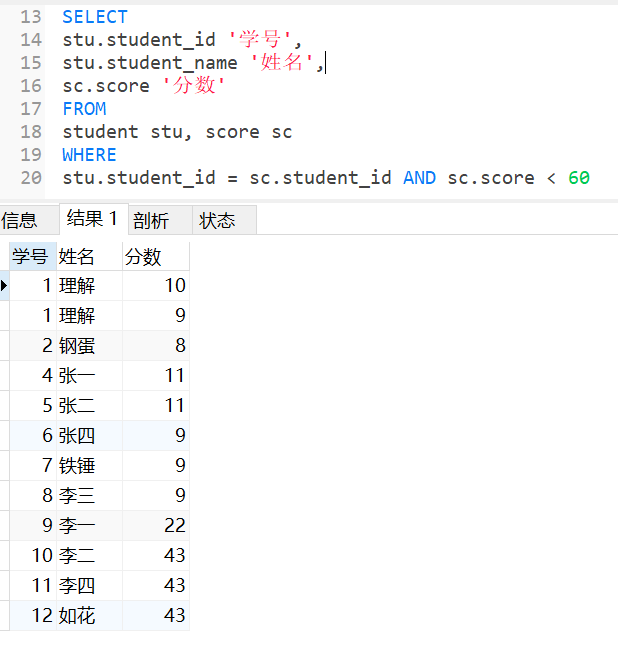 13 SELECT
14 stu.student_id '学号',
15 stu.student_name '姓名',
16 sc.score '分数'
17 FROM
18 student stu, score sc
19 WHERE
20 stu.student_id = sc.student_id AND sc.score < 60
信息 结果 1 剖析 状态
学号 姓名 分数
1 理解 10
1 理解 9
2 钢蛋 8
4 张一 11
5 张二 11
6 张四 9
7 铁锤 9
8 李三 9
9 李一 22
10 李二 43
11 李四 43
12 如花 43